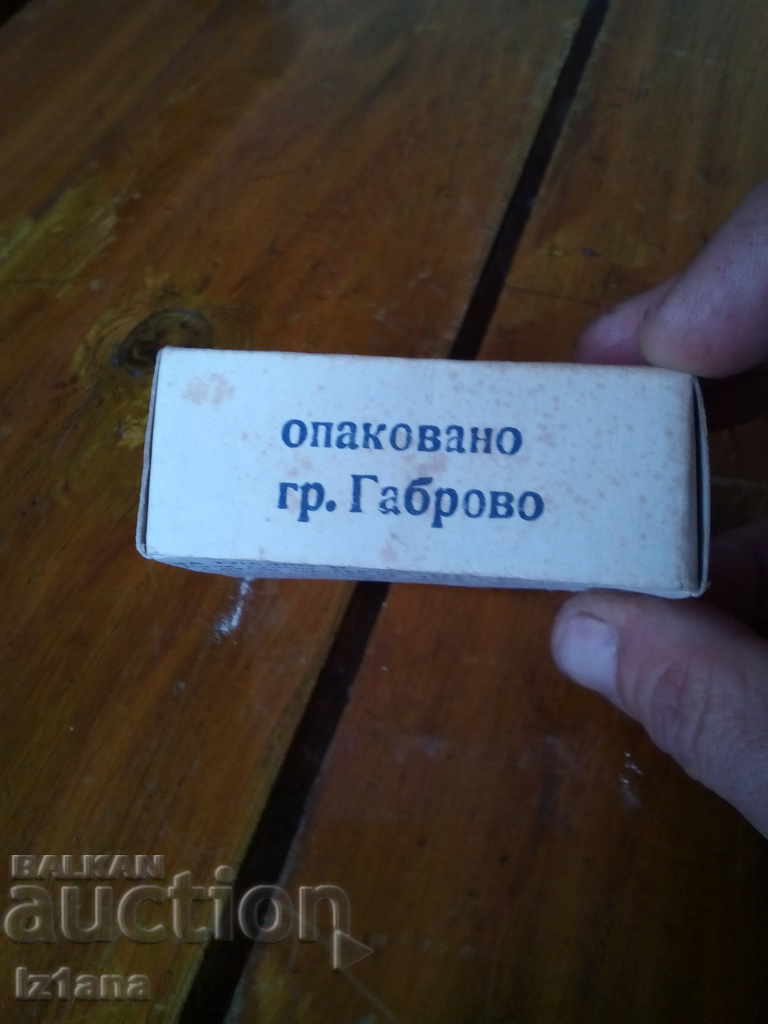 опаковано
гр. Габрово
BALKAN
auction
Iz1ana